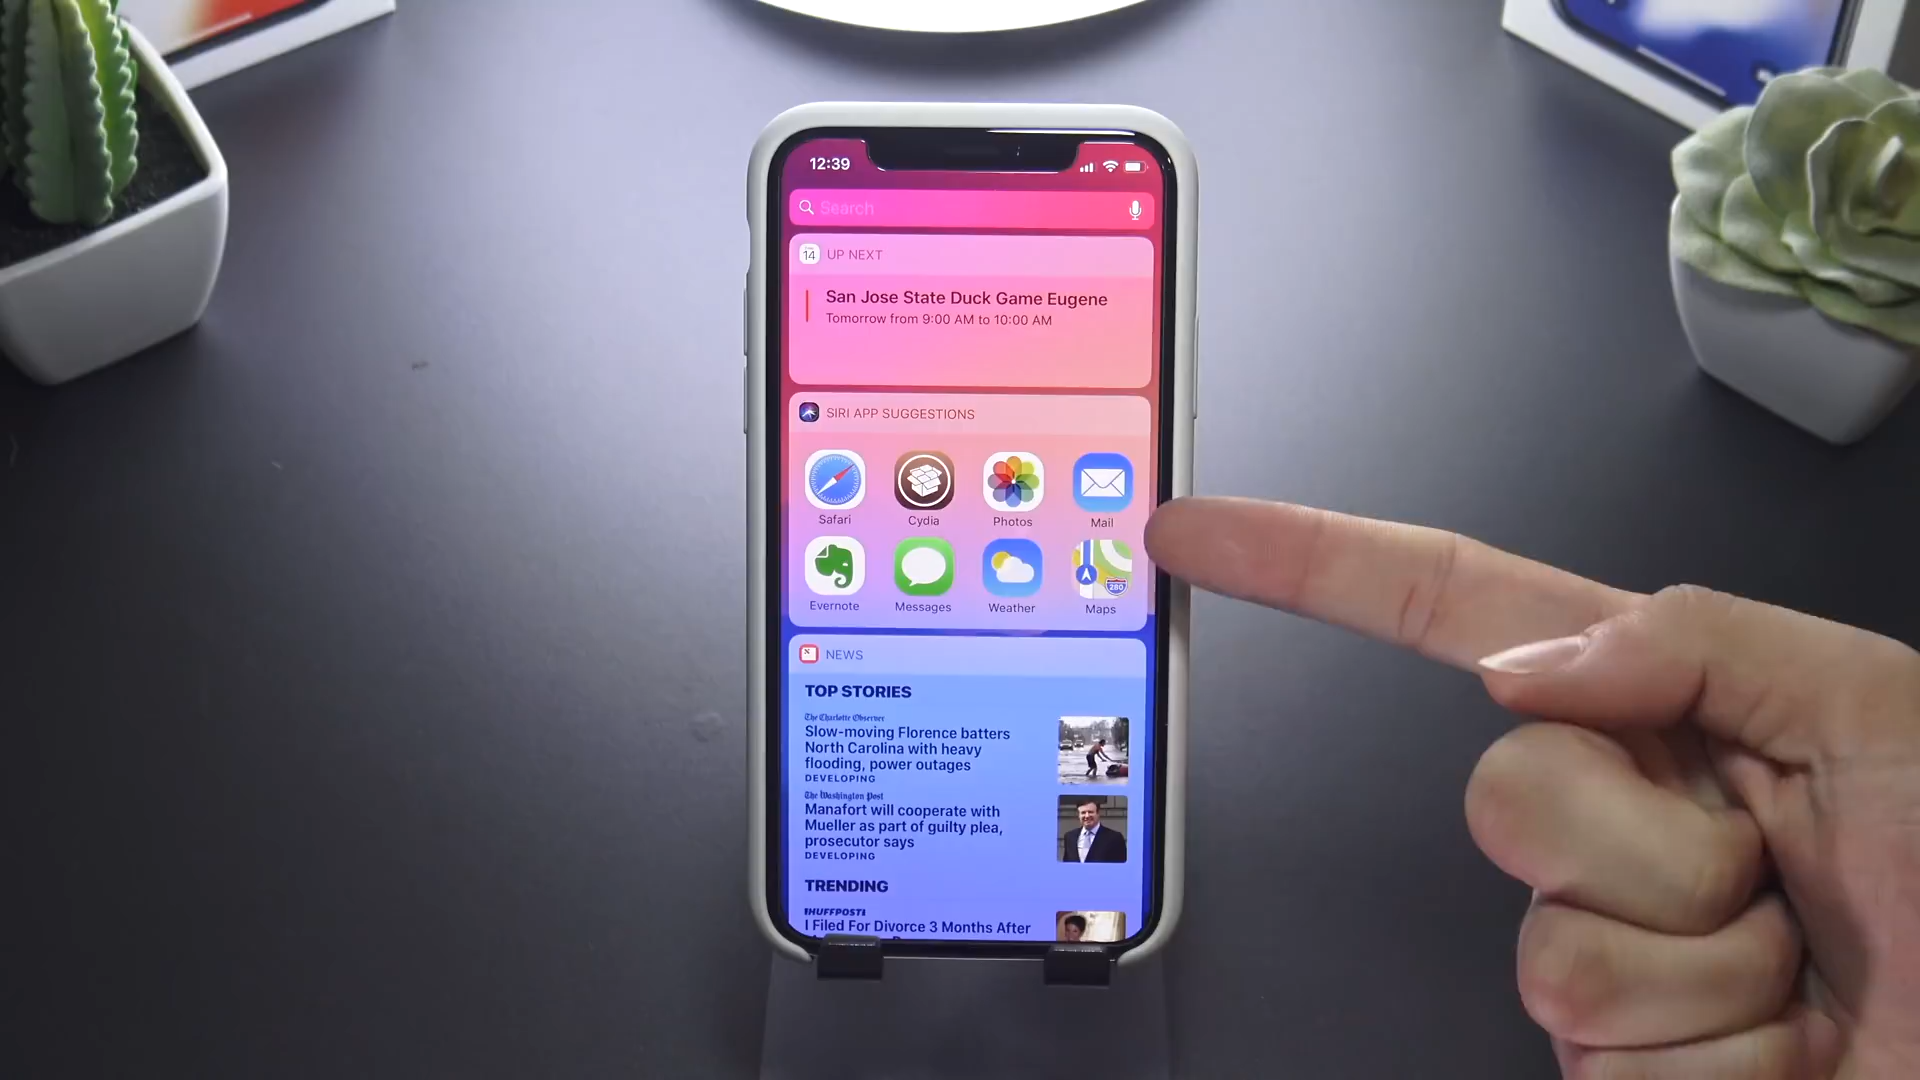 12:39
Search
14 UP NEXT
San Jose State Duck Game Eugene
Tomorrow from 9:00 AM to 10:00 AM
SIRI APP SUGGESTIONS
Safari Cydia Photos Mail
280
Evernote Messages Weather Maps
NEWS
TOP STORIES
The Charlotte Observer
Slow-moving Florence batters
North Carolina with heavy
flooding, power outages
DEVELOPING
The Washington Post
Manafort will cooperate with
Mueller as part of guilty plea,
prosecutor says
DEVELOPING
TRENDING
HUFFPOST
I Filed For Divorce 3 Months After